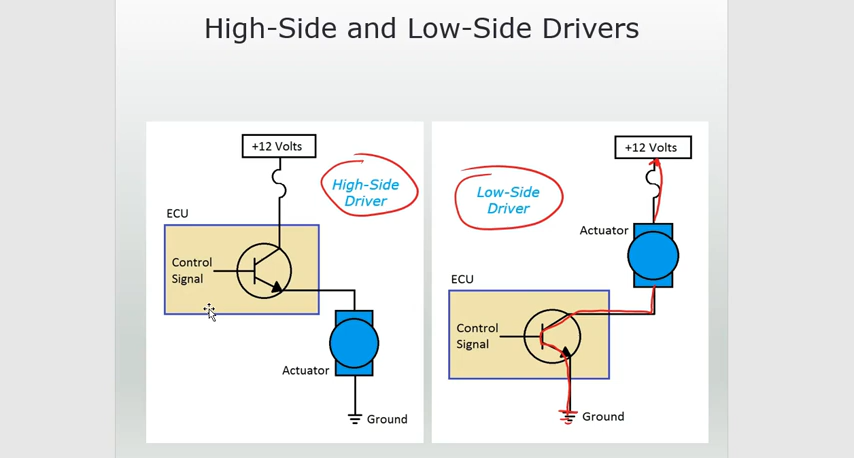 High-Side and Low-Side Drivers
+12 Volts
High-Side
Driver
ECU
Control
Signal
Actuator
Ground
+12 Volts
Low-Side
Driver
Actuator
ECU
Control
Signal
Ground